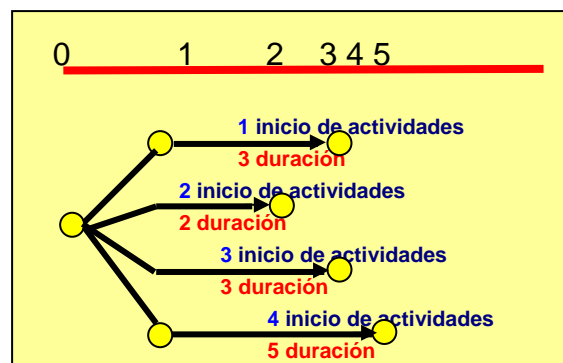 0 1 2 3 4 5
1 inicio de actividades
3 duración
2 inicio de actividades
2 duración
3 inicio de actividades
3 duración
4 inicio de actividades
5 duración